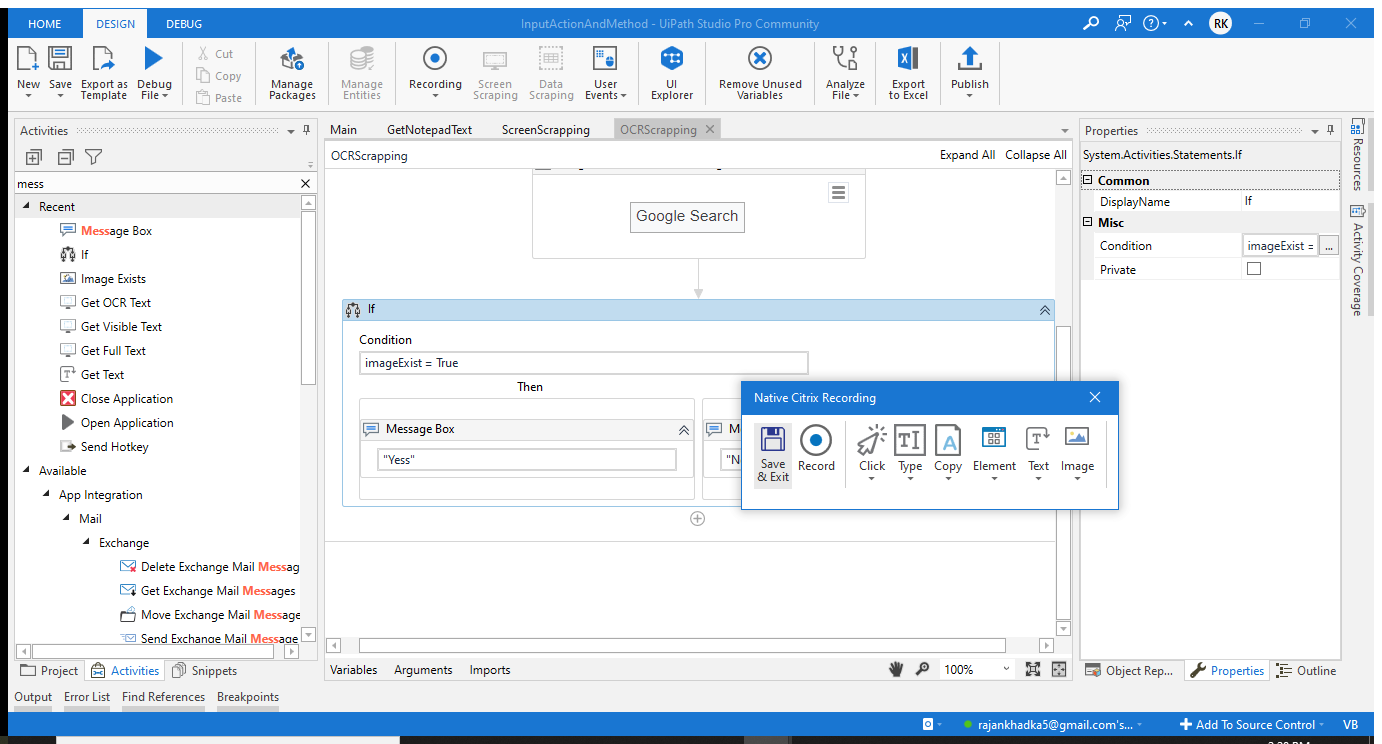 HOME DESIGN DEBUG InputActionAndMethod - UiPath Studio Pro Community RK
New Save Export as Template Debug File Cut Copy Paste Manage Packages Manage Entities Recording Screen Scraping Data Scraping User Events UI Explorer Remove Unused Variables Analyze File Export to Excel Publish
Activities
mess
Recent
Message Box
If
Image Exists
Get OCR Text
Get Visible Text
Get Full Text
Get Text
Close Application
Open Application
Send Hotkey
Available
App Integration
Mail
Exchange
Delete Exchange Mail Messag
Get Exchange Mail Messages
Move Exchange Mail Message
Send Exchange Mail Message
Project Activities Snippets
Main GetNotepadText ScreenScrapping OCRScrapping
OCRScrapping Expand All Collapse All
Google Search
If
Condition
imageExist = True
Then
Message Box
"Yess"
M
"N
Native Citrix Recording
Save & Exit Record Click Type Copy Element Text Image
Variables Arguments Imports 100%
Properties
System.Activities.Statements.If
Common
DisplayName If
Misc
Condition imageExist = ...
Private
Object Rep... Properties Outline
Resources
Activity Coverage
Output Error List Find References Breakpoints
rajankhadka5@gmail.com's... Add To Source Control VB